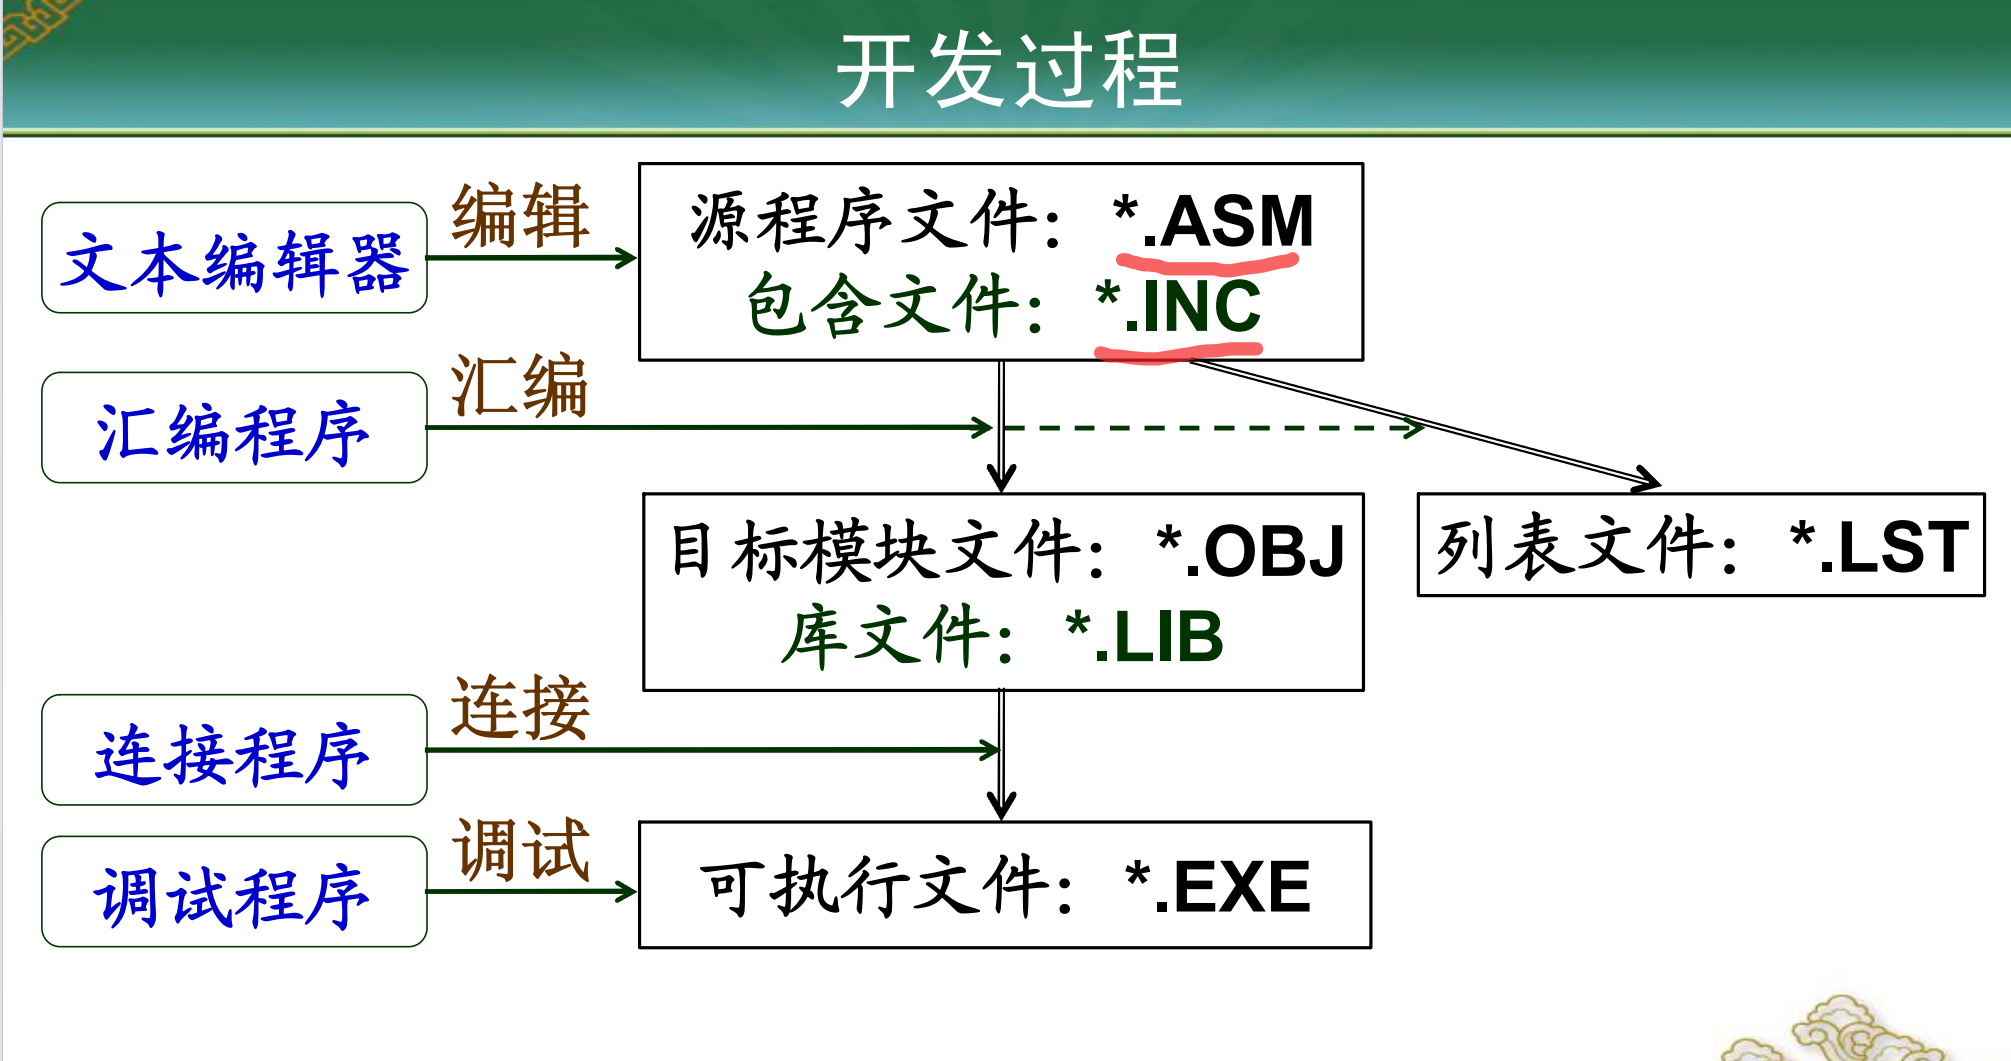 开发过程
文本编辑器
编辑
源程序文件：*.ASM
包含文件：*.INC
汇编程序
汇编
目标模块文件：*.OBJ
库文件：*.LIB
列表文件：*.LST
连接程序
连接
调试程序
调试
可执行文件：*.EXE